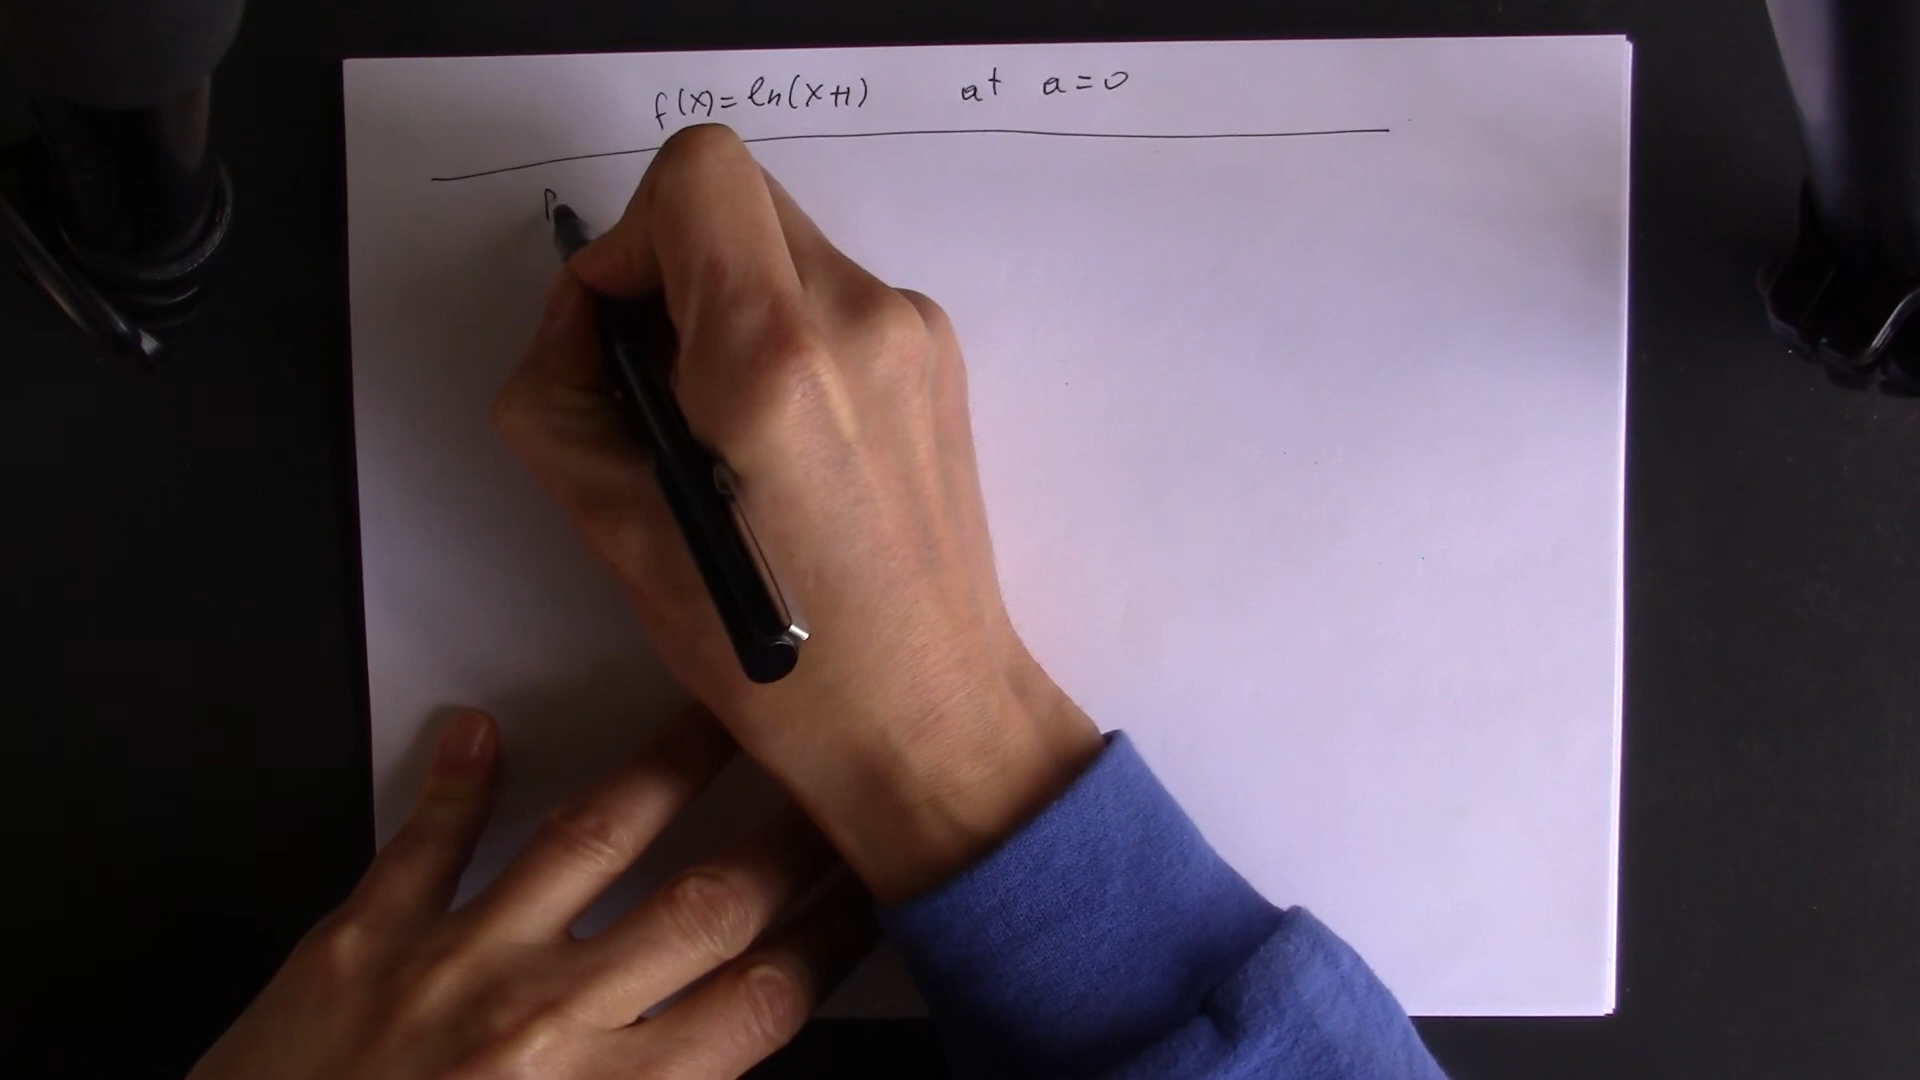 f(x)=ln(x+1) at a=0